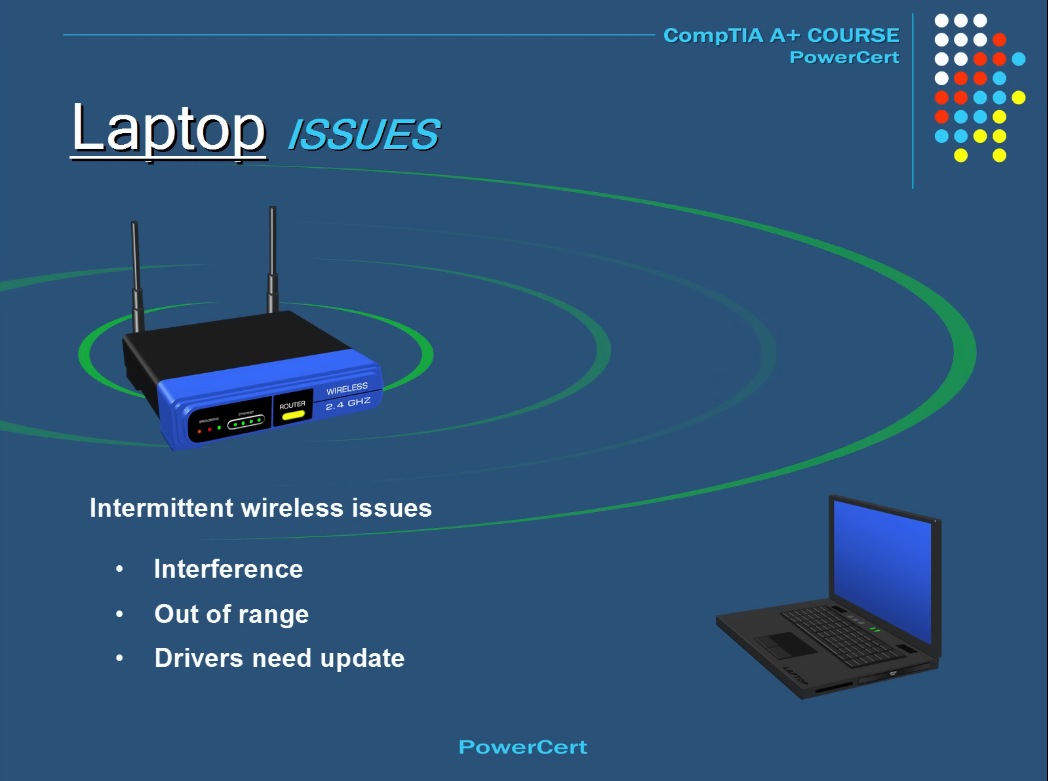 CompTIA A+ COURSE
PowerCert
Laptop ISSUES
WIRELESS
ROUTER
2.4 GHZ
Intermittent wireless issues
• Interference
• Out of range
• Drivers need update
LAPTOP
PowerCert